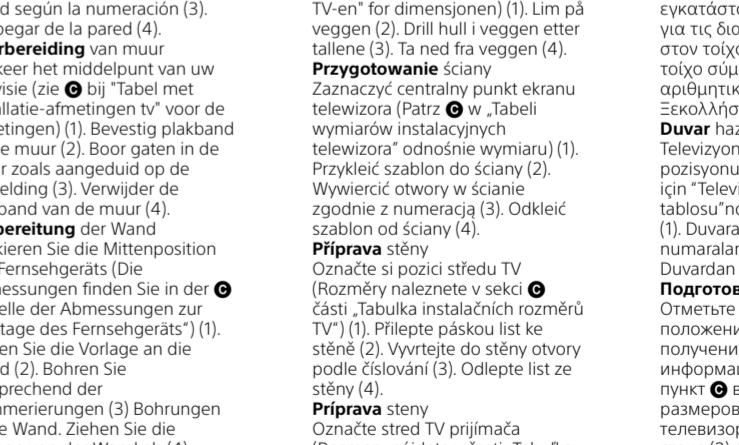 d según la numeración (3).
egar de la pared (4).
rbereiding van muur
keer het middelpunt van uw
visie (zie C bij "Tabel met
llatie-afmetingen tv" voor de
etingen) (1). Bevestig plakband
e muur (2). Boor gaten in de
r zoals aangeduid op de
elding (3). Verwijder de
band van de muur (4).
bereitung der Wand
kieren Sie die Mittenposition
Fernsehgeräts (Die
essungen finden Sie in der C
elle der Abmessungen zur
tage des Fernsehgeräts“) (1).
en Sie die Vorlage an die
d (2). Bohren Sie
prechend der
merierungen (3) Bohrungen
e Wand. Ziehen Sie die
TV-en" for dimensjonen) (1). Lim på
veggen (2). Drill hull i veggen etter
tallene (3). Ta ned fra veggen (4).
Przygotowanie ściany
Zaznaczyć centralny punkt ekranu
telewizora (Patrz C w „Tabeli
wymiarów instalacyjnych
telewizora” odnośnie wymiaru) (1).
Przykleić szablon do ściany (2).
Wywiercić otwory w ścianie
zgodnie z numeracją (3). Odkleić
szablon od ściany (4).
Příprava stěny
Označte si pozici středu TV
(Rozměry naleznete v sekci C
části „Tabulka instalačních rozměrů
TV“) (1). Přilepte páskou list ke
stěně (2). Vyvrtejte do stěny otvory
podle číslování (3). Odlepte list ze
stěny (4).
Príprava steny
Označte stred TV prijímača
εγκατάστ
για τις δια
στον τοίχο
τοίχο σύμ
αριθμητικ
Ξεκολλήσ
Duvar haz
Televizyon
pozisyonu
için “Telev
tablosu”n
(1). Duvara
numaralar
Duvardan
Подготов
Отметьте
положени
получени
информац
пункт C в
размеров
телевизор